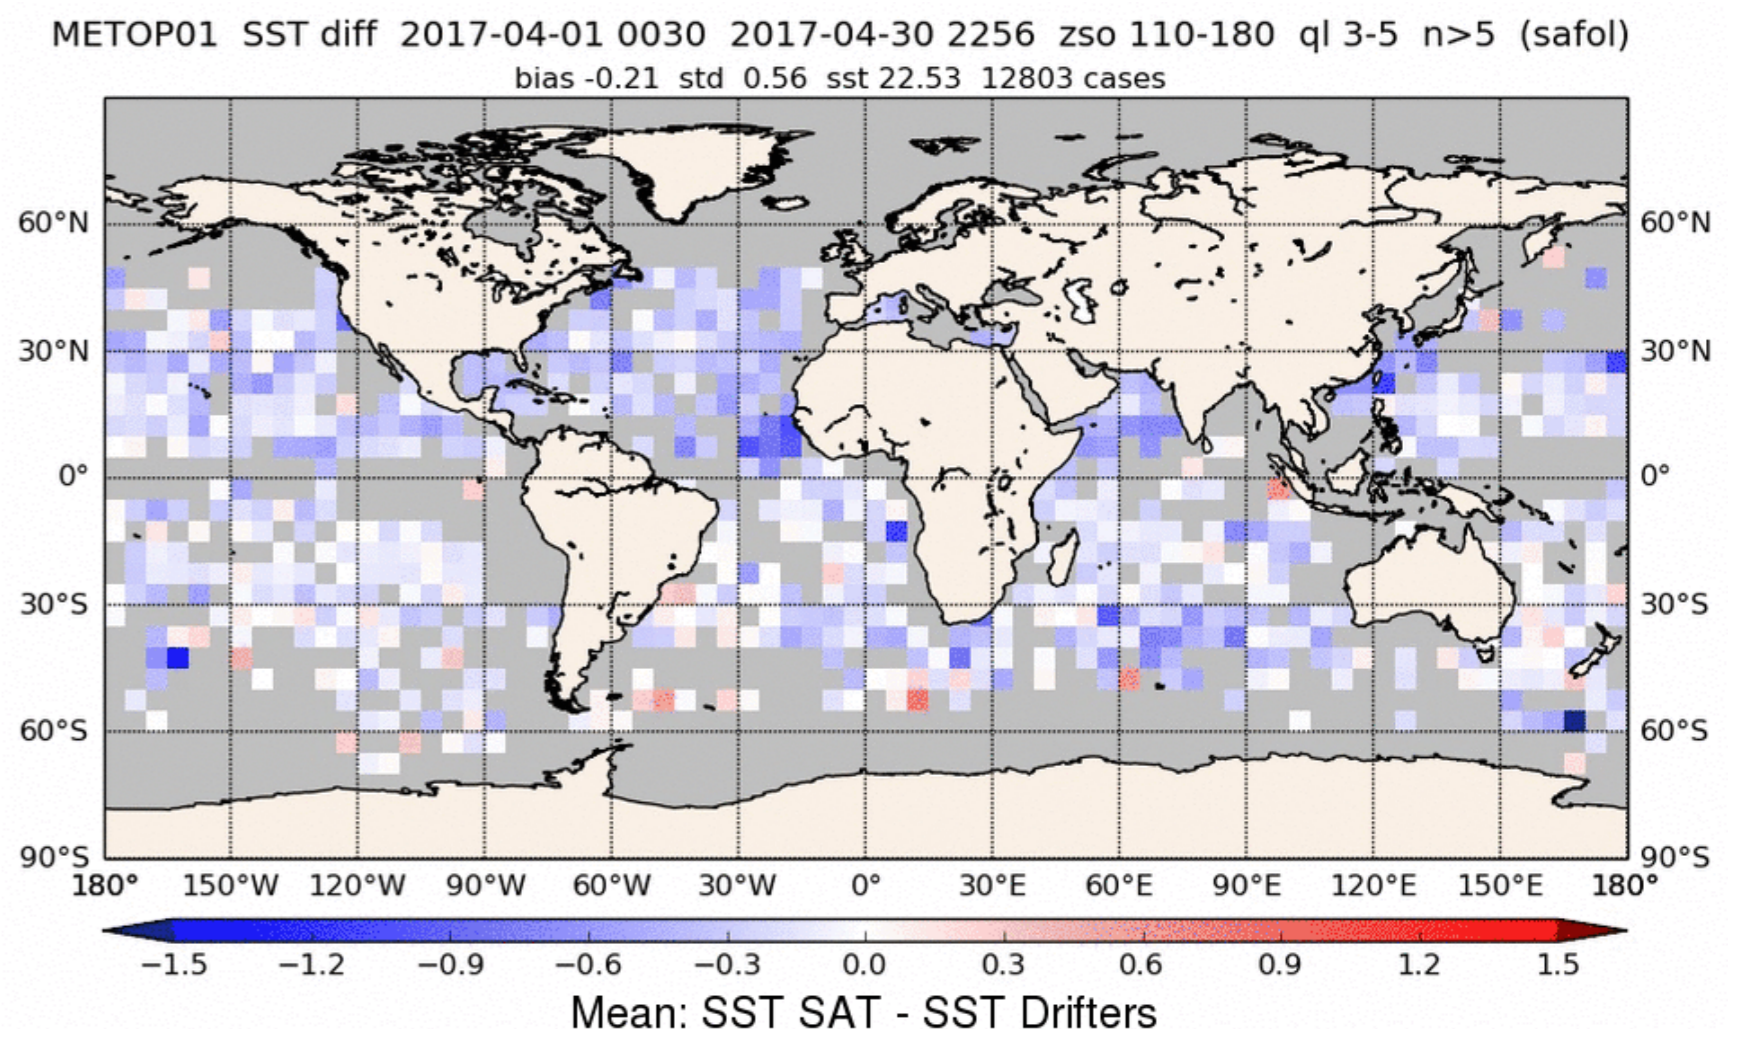 METOP01 SST diff 2017-04-01 0030 2017-04-30 2256 zso 110-180 ql 3-5 n>5 (safol)
bias -0.21 std 0.56 sst 22.53 12803 cases
60°N 60°N
30°N 30°N
0° 0°
30°S 30°S
60°S 60°S
90°S 90°S
180° 150°W 120°W 90°W 60°W 30°W 0° 30°E 60°E 90°E 120°E 150°E 180°
−1.5 −1.2 −0.9 −0.6 −0.3 0.0 0.3 0.6 0.9 1.2 1.5
Mean: SST SAT - SST Drifters